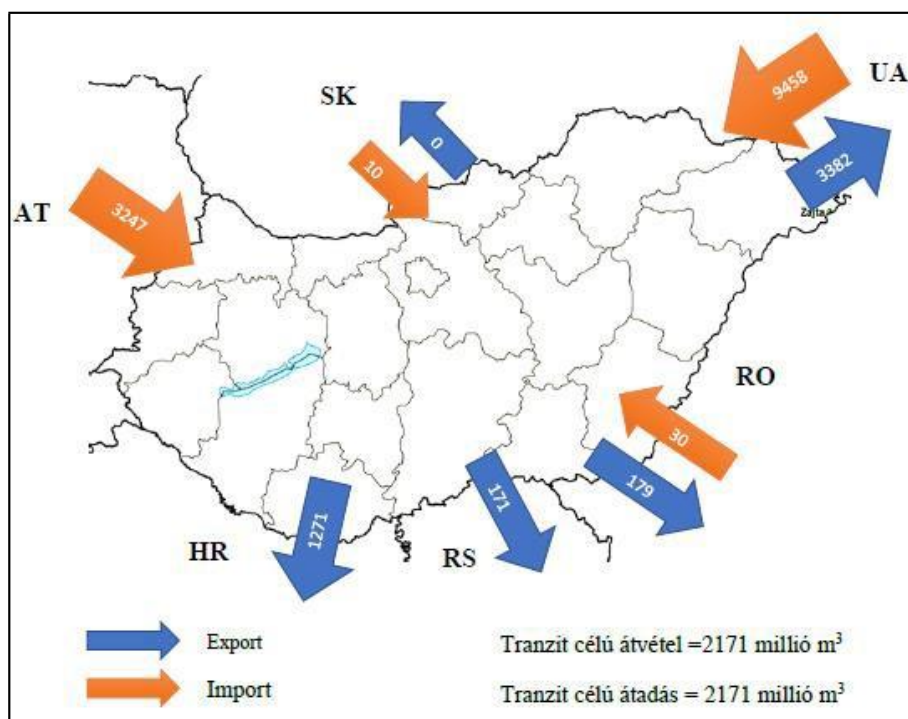 SK
UA
9458
0
3382
10
Zajta
AT
3247
RO
30
179
171
1271
HR
RS
Export
Tranzit célú átvétel =2171 millió m³
Import
Tranzit célú átadás = 2171 millió m³